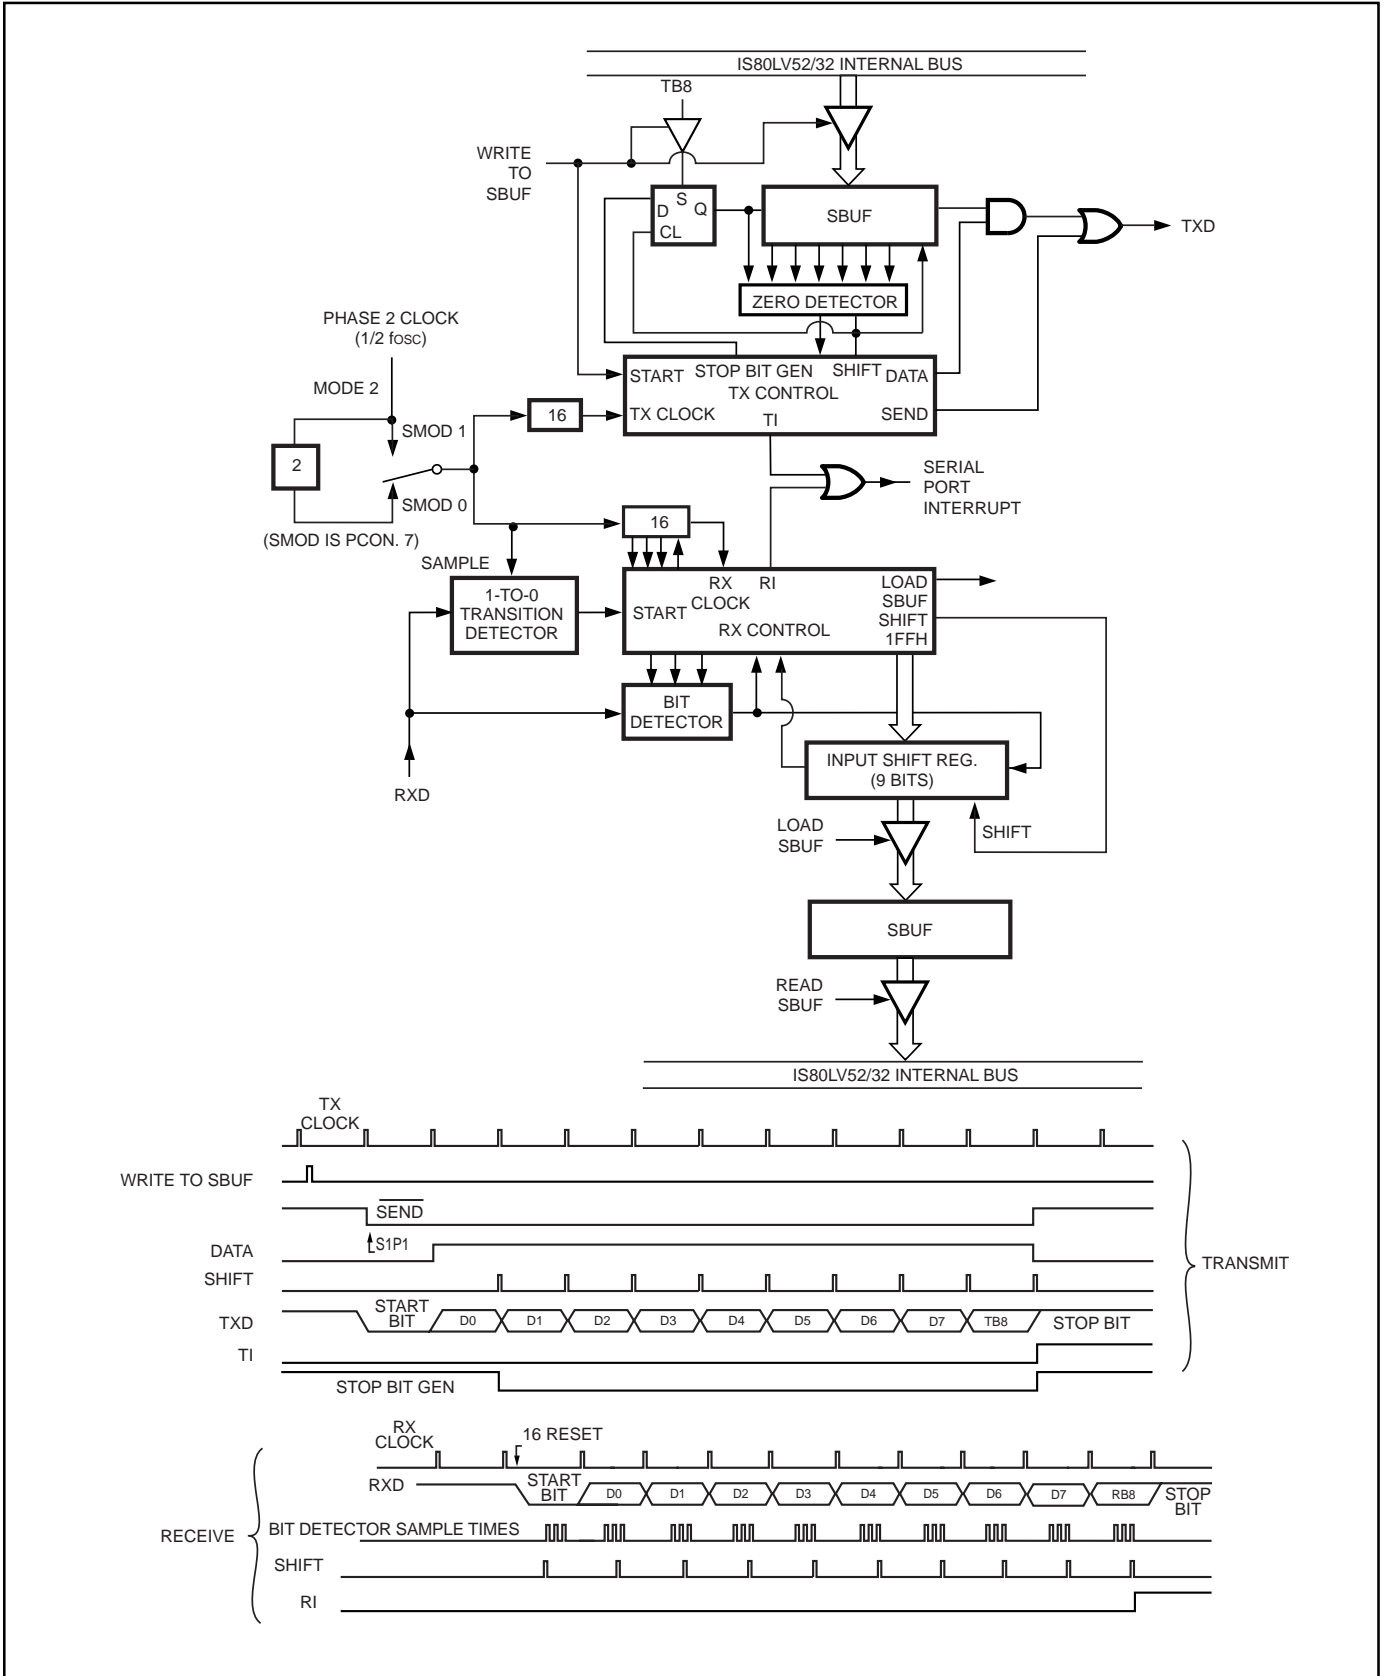 IS80LV52/32 INTERNAL BUS
TB8
WRITE
TO
SBUF
S
D
Q
CL
SBUF
TXD
ZERO DETECTOR
PHASE 2 CLOCK
(1/2 fOSC)
MODE 2
SMOD 1
2
SMOD 0
(SMOD IS PCON. 7)
16
START
STOP BIT GEN
SHIFT
DATA
TX CONTROL
TX CLOCK
TI
SEND
SERIAL
PORT
INTERRUPT
16
SAMPLE
1-TO-0
TRANSITION
DETECTOR
RX
CLOCK
RI
START
RX CONTROL
LOAD
SBUF
SHIFT
1FFH
BIT
DETECTOR
RXD
INPUT SHIFT REG.
(9 BITS)
LOAD
SBUF
SHIFT
SBUF
READ
SBUF
IS80LV52/32 INTERNAL BUS
TX
CLOCK
WRITE TO SBUF
SEND
S1P1
DATA
SHIFT
TRANSMIT
TXD
START
BIT
D0 D1 D2 D3 D4 D5 D6 D7 TB8 STOP BIT
TI
STOP BIT GEN
RX
CLOCK
16 RESET
RXD
START
BIT
D0 D1 D2 D3 D4 D5 D6 D7 RB8
STOP
BIT
RECEIVE
BIT DETECTOR SAMPLE TIMES
SHIFT
RI